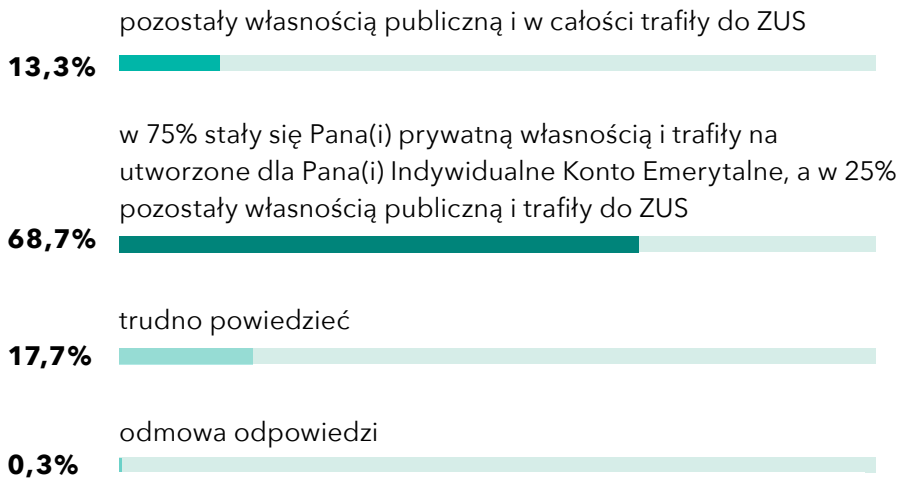 pozostały własnością publiczną i w całości trafiły do ZUS
13,3%
w 75% stały się Pana(i) prywatną własnością i trafiły na
utworzone dla Pana(i) Indywidualne Konto Emerytalne, a w 25%
pozostały własnością publiczną i trafiły do ZUS
68,7%
trudno powiedzieć
17,7%
odmowa odpowiedzi
0,3%